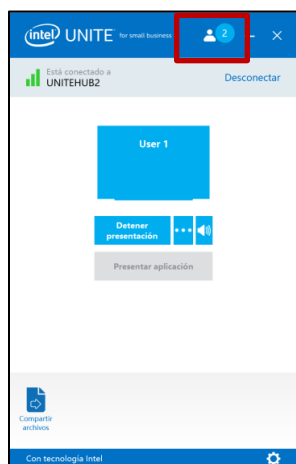 intel UNITE for small business 2
Está conectado a
UNITEHUB2
Desconectar
User 1
Detener
presentación
Presentar aplicación
Compartir
archivos
Con tecnología Intel